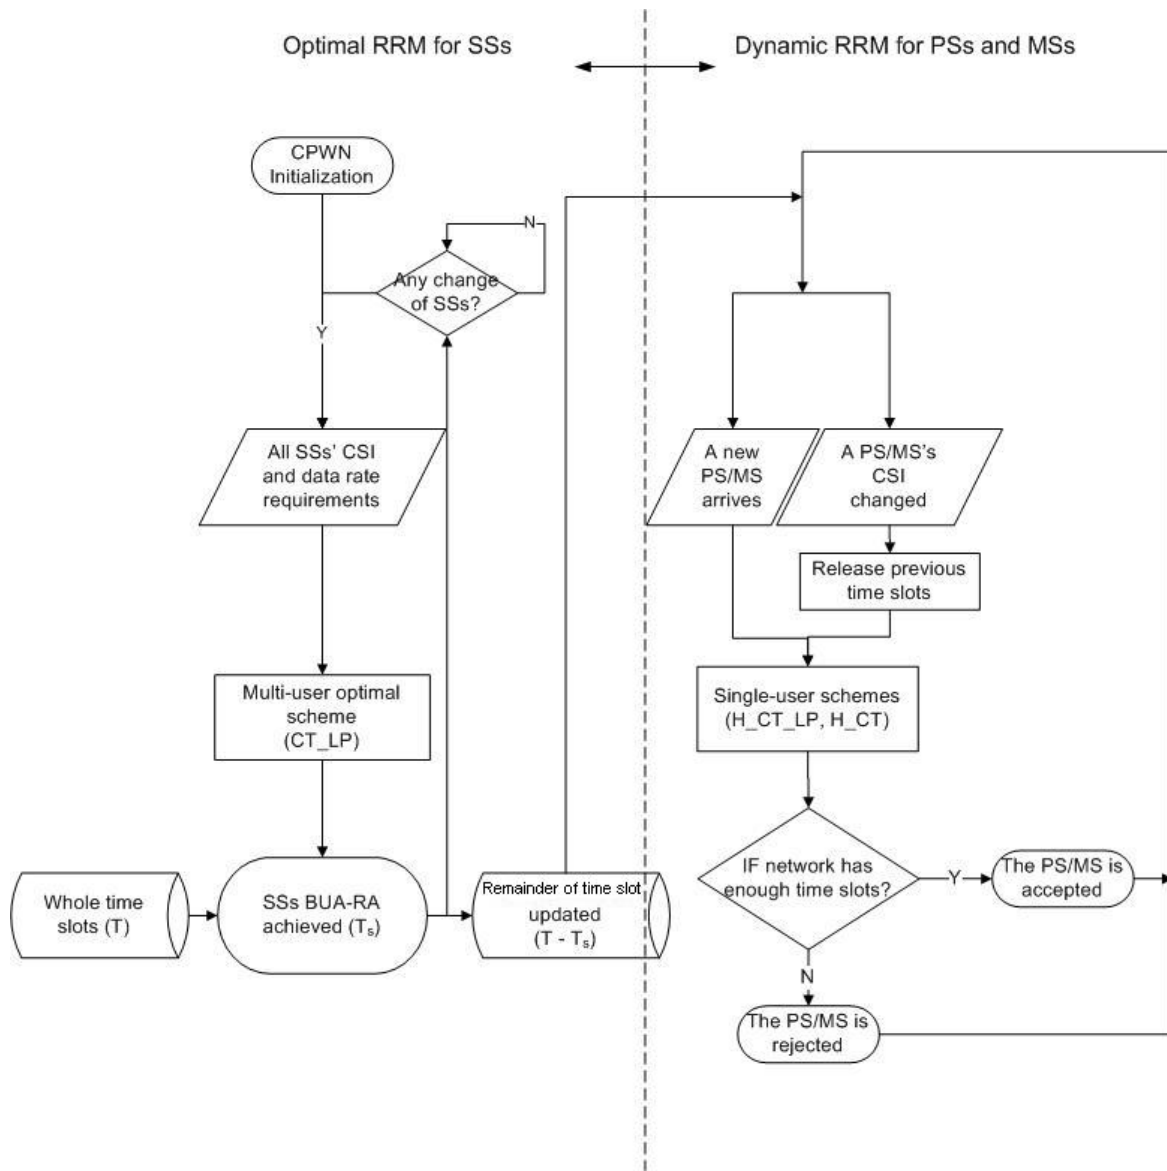 Optimal RRM for SSs
Dynamic RRM for PSs and MSs
CPWN
Initialization
N
Any change
of SSs?
Y
All SSs' CSI
and data rate
requirements
A new
PS/MS
arrives
A PS/MS's
CSI
changed
Release previous
time slots
Multi-user optimal
scheme
(CT_LP)
Single-user schemes
(H_CT_LP, H_CT)
Whole time
slots (T)
SSs BUA-RA
achieved (Tₛ)
Remainder of time slot
updated
(T - Tₛ)
IF network has
enough time slots?
Y
The PS/MS is
accepted
N
The PS/MS is
rejected